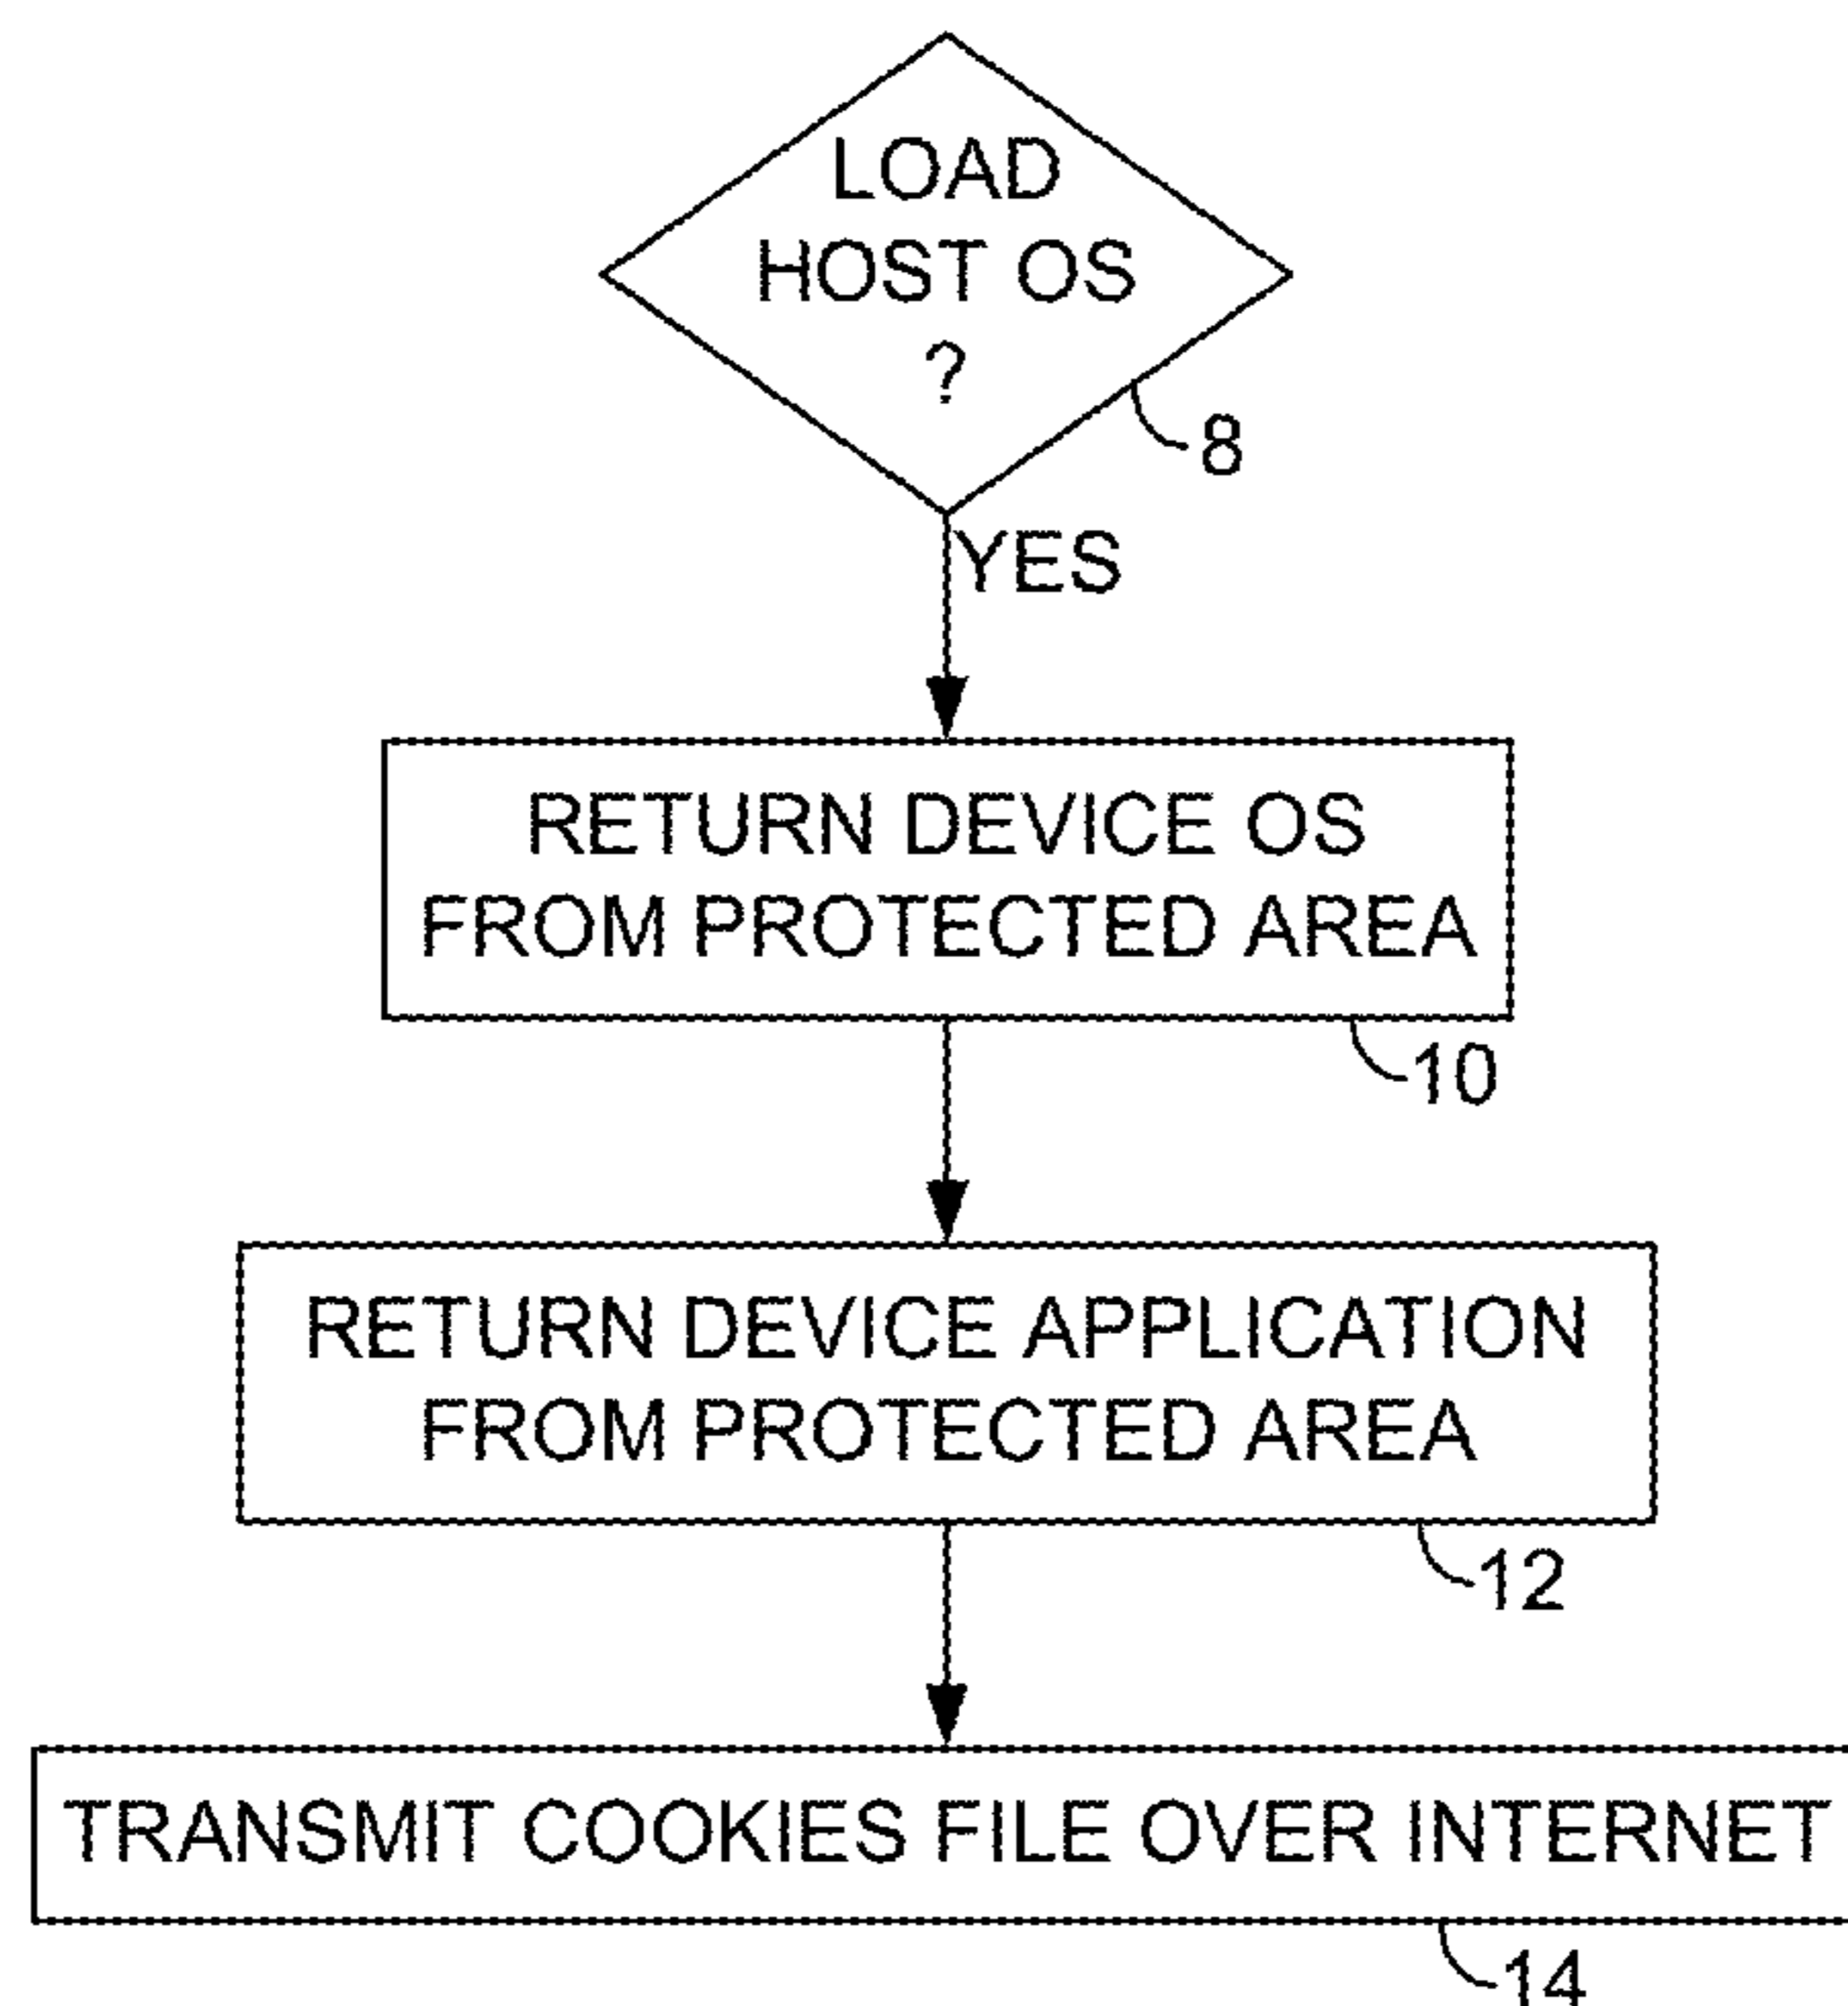 LOAD
HOST OS
?
8
YES
RETURN DEVICE OS
FROM PROTECTED AREA
10
RETURN DEVICE APPLICATION
FROM PROTECTED AREA
12
TRANSMIT COOKIES FILE OVER INTERNET
14